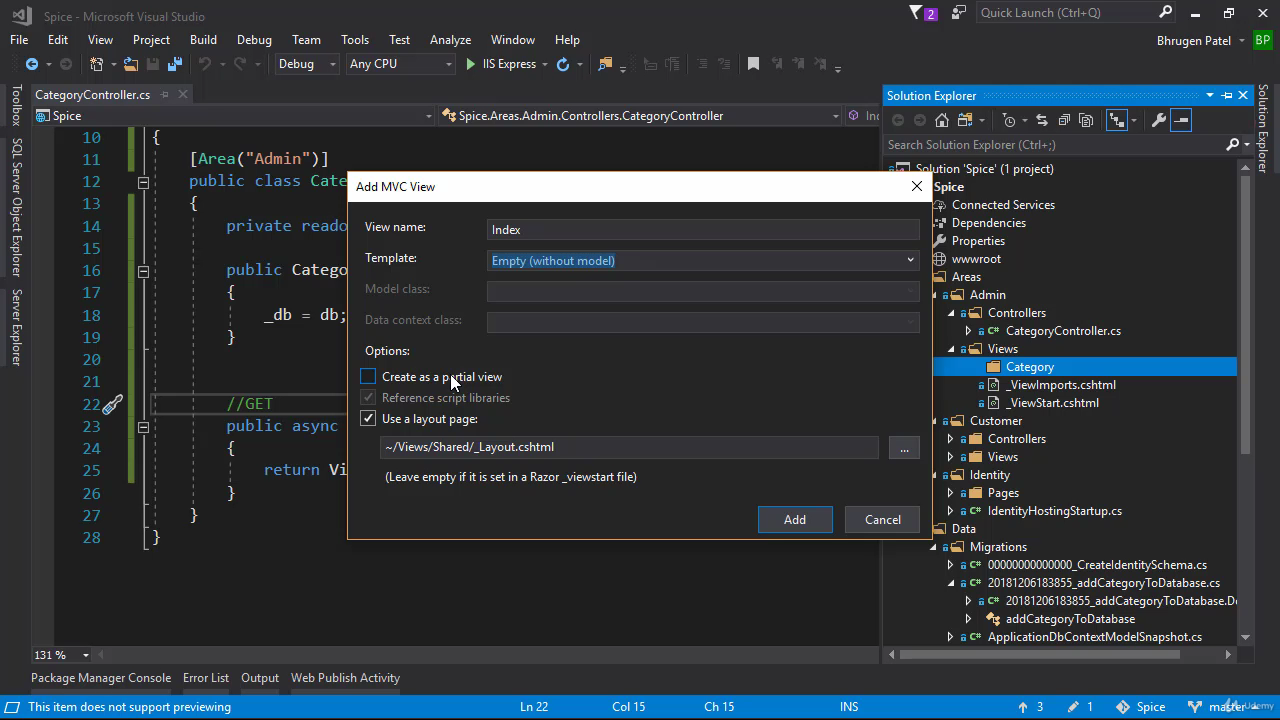 Spice - Microsoft Visual Studio
2
Quick Launch (Ctrl+Q)
File Edit View Project Build Debug Team Tools Test Analyze Window Help
Bhrugen Patel
BP
Debug
Any CPU
IIS Express
Toolbox
SQL Server Object Explorer
Server Explorer
CategoryController.cs
Spice
Spice.Areas.Admin.Controllers.CategoryController
10 {
11 [Area("Admin")]
12 public class Cate
13 {
14 private reado
15
16 public Catego
17 {
18 _db = db;
19 }
20
21
22 //GET
23 public async
24 {
25 return Vi
26 }
27 }
28 }
131 %
Add MVC View
View name:
Index
Template:
Empty (without model)
Model class:
Data context class:
Options:
Create as a partial view
Reference script libraries
Use a layout page:
~/Views/Shared/_Layout.cshtml
...
(Leave empty if it is set in a Razor _viewstart file)
Add
Cancel
Solution Explorer
Search Solution Explorer (Ctrl+;)
Solution 'Spice' (1 project)
Spice
Connected Services
Dependencies
Properties
wwwroot
Areas
Admin
Controllers
CategoryController.cs
Views
Category
_ViewImports.cshtml
_ViewStart.cshtml
Customer
Controllers
Views
Identity
Pages
IdentityHostingStartup.cs
Data
Migrations
00000000000000_CreateIdentitySchema.cs
20181206183855_addCategoryToDatabase.cs
20181206183855_addCategoryToDatabase.De
addCategoryToDatabase
ApplicationDbContextModelSnapshot.cs
Solution Explorer
Package Manager Console Error List Output Web Publish Activity
This item does not support previewing
Ln 22
Col 15
Ch 15
INS
3
1
Spice
master
Udemy